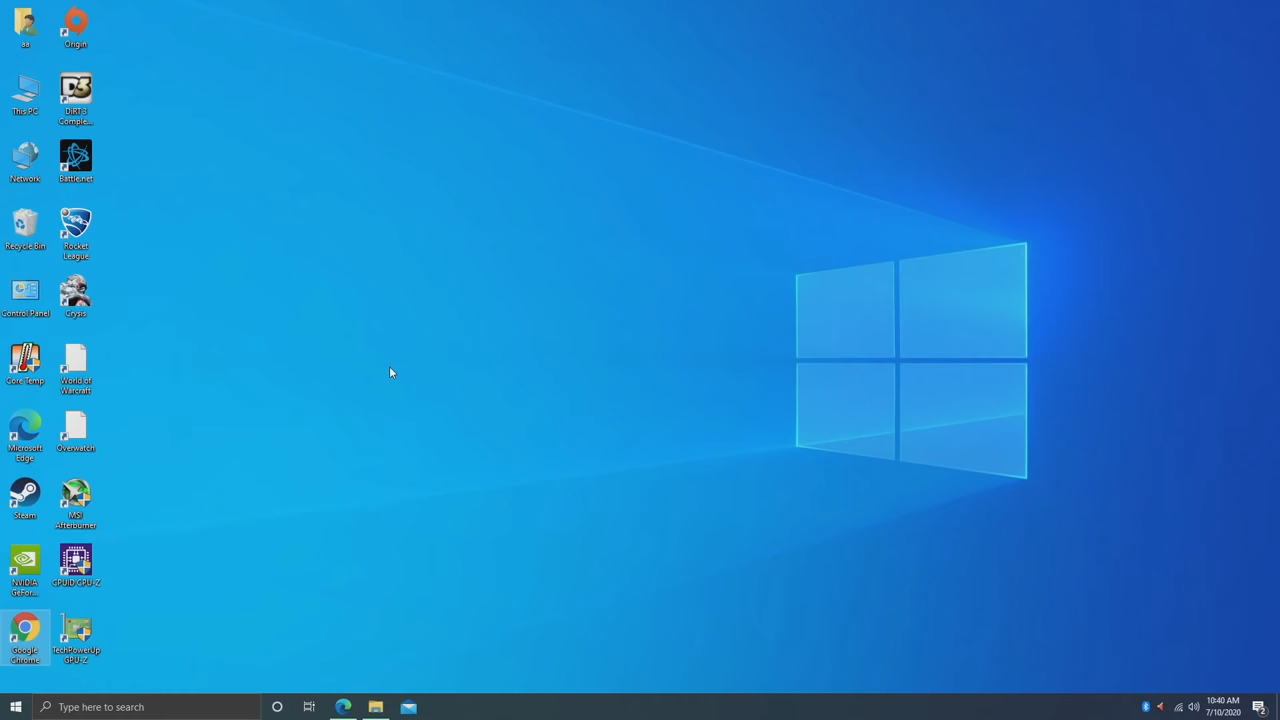 aa
Origin
D3
DiRT 3
Comple...
This PC
Network
Battle.net
Recycle Bin
Rocket
League
Control Panel
Crysis
Core Temp
World of
Warcraft
Microsoft
Edge
Overwatch
Steam
MSI
Afterburner
NVIDIA
GeFor...
CPUID CPU-Z
Google
Chrome
TechPowerUp
GPU-Z
Type here to search
10:40 AM
7/10/2020
2